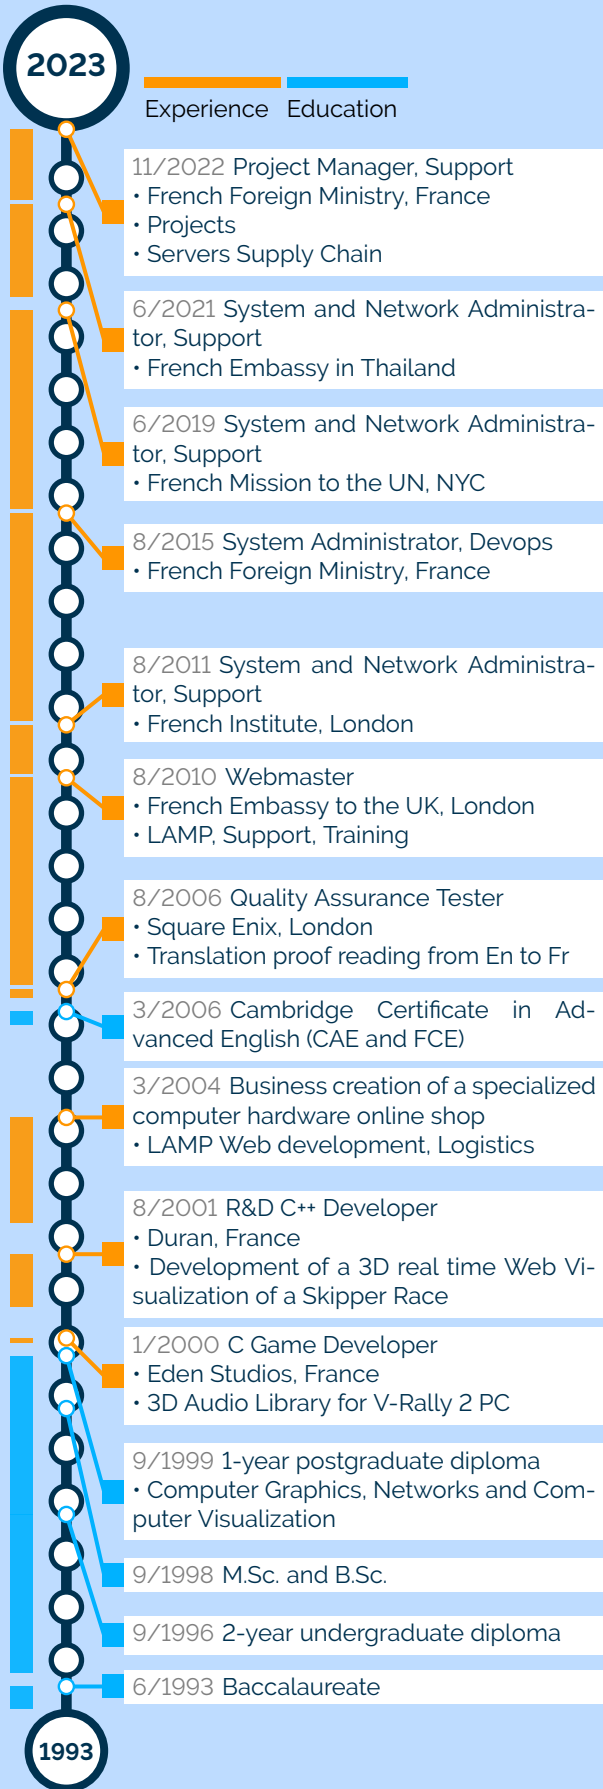 2023
Experience Education
11/2022 Project Manager, Support
• French Foreign Ministry, France
• Projects
• Servers Supply Chain
6/2021 System and Network Administra-
tor, Support
• French Embassy in Thailand
6/2019 System and Network Administra-
tor, Support
• French Mission to the UN, NYC
8/2015 System Administrator, Devops
• French Foreign Ministry, France
8/2011 System and Network Administra-
tor, Support
• French Institute, London
8/2010 Webmaster
• French Embassy to the UK, London
• LAMP, Support, Training
8/2006 Quality Assurance Tester
• Square Enix, London
• Translation proof reading from En to Fr
3/2006 Cambridge Certificate in Ad-
vanced English (CAE and FCE)
3/2004 Business creation of a specialized
computer hardware online shop
• LAMP Web development, Logistics
8/2001 R&D C++ Developer
• Duran, France
• Development of a 3D real time Web Vi-
sualization of a Skipper Race
1/2000 C Game Developer
• Eden Studios, France
• 3D Audio Library for V-Rally 2 PC
9/1999 1-year postgraduate diploma
• Computer Graphics, Networks and Com-
puter Visualization
9/1998 M.Sc. and B.Sc.
9/1996 2-year undergraduate diploma
6/1993 Baccalaureate
1993